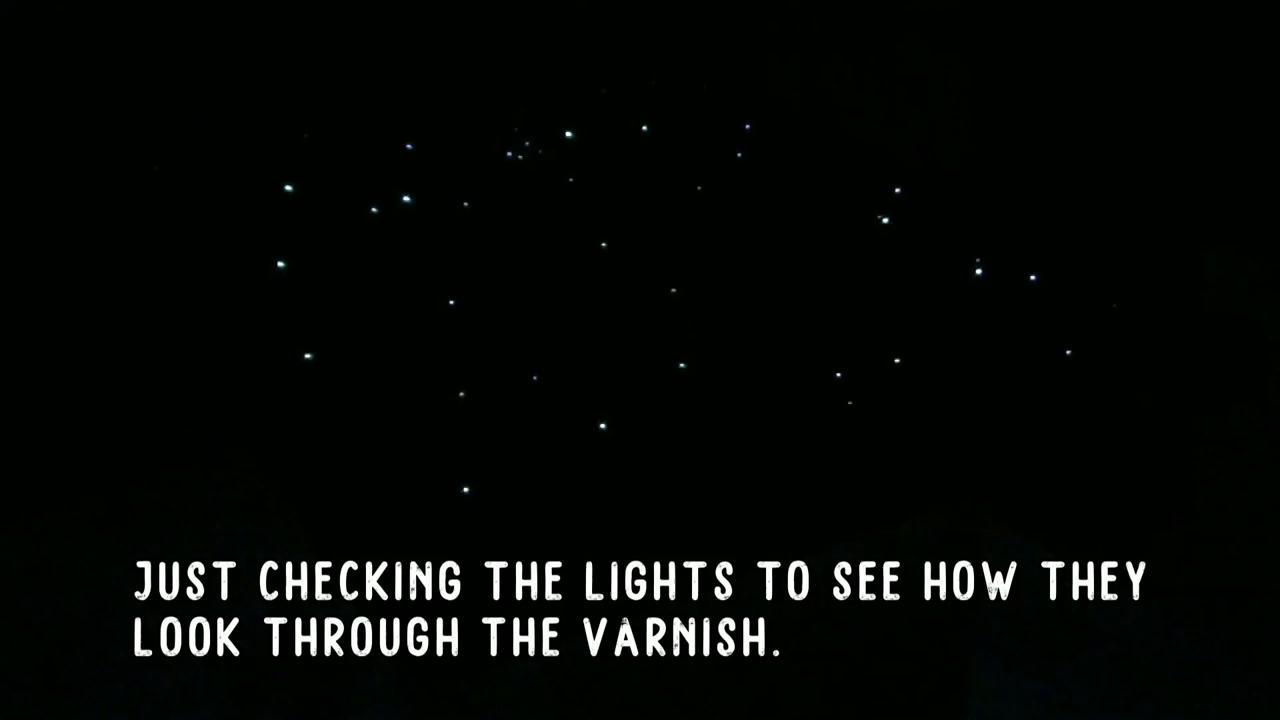 JUST CHECKING THE LIGHTS TO SEE HOW THEY
LOOK THROUGH THE VARNISH.